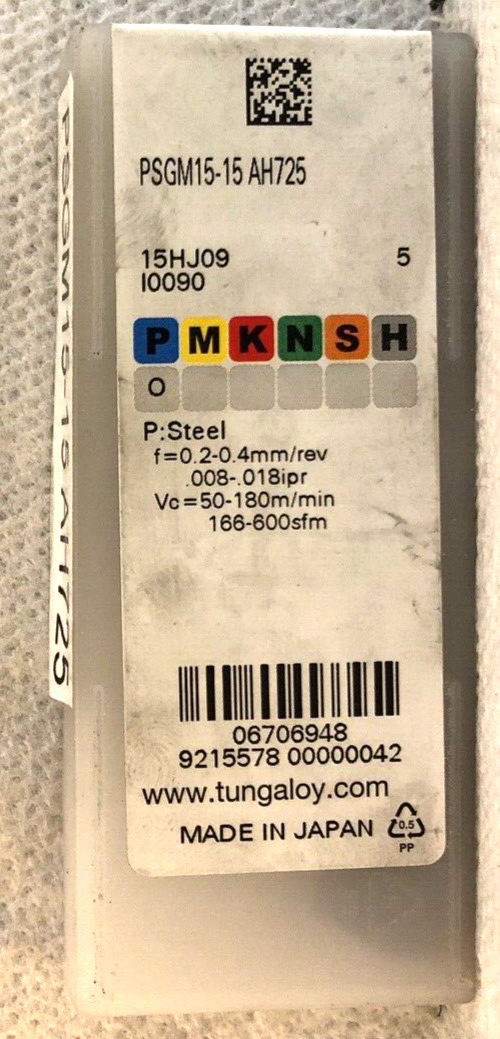 PSGM15-15 AH725
15HJ09 5
I0090
P M K N S H
O
P:Steel
f=0.2-0.4mm/rev
.008-.018ipr
Vc=50-180m/min
166-600sfm
06706948
9215578 00000042
www.tungaloy.com
MADE IN JAPAN
0.5
PP
PSGM15-15 AH725